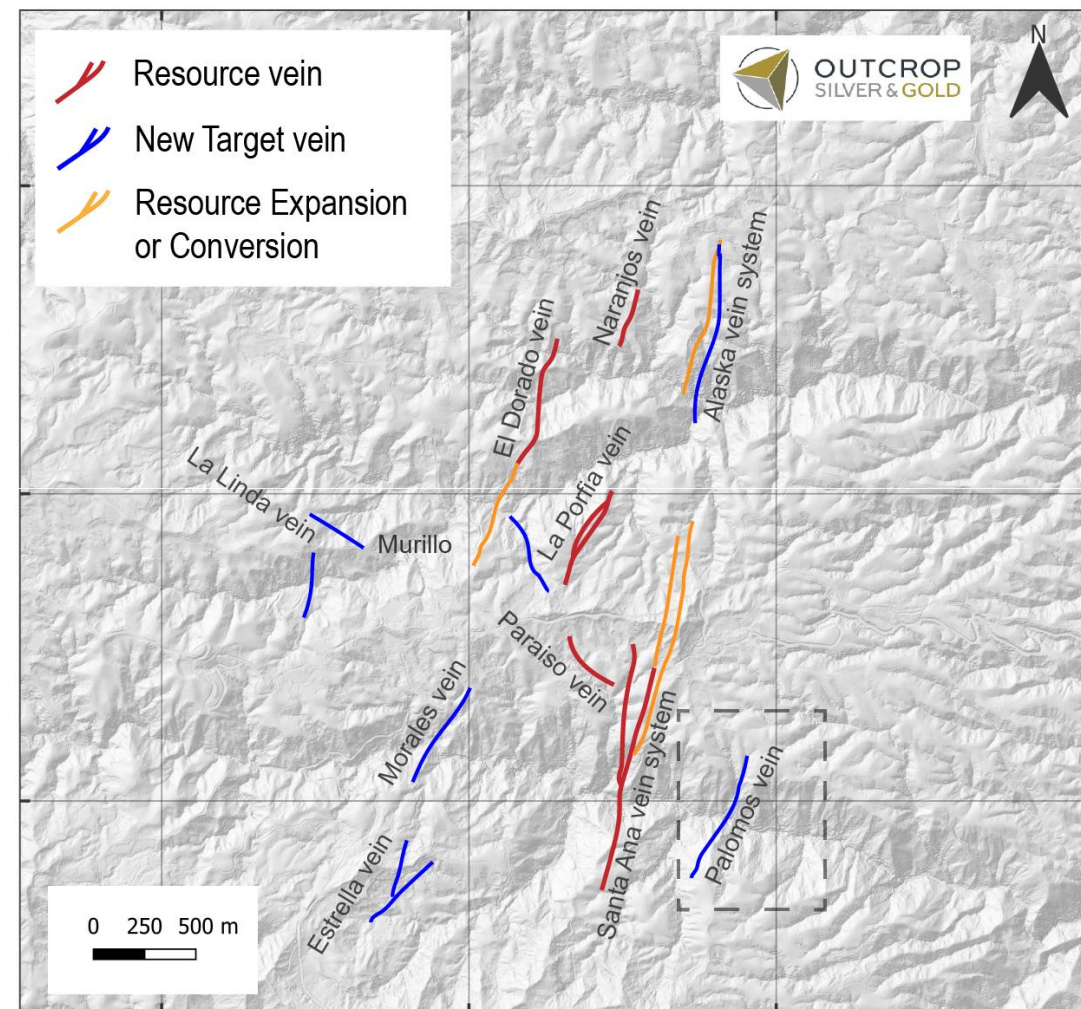 Resource vein
New Target vein
Resource Expansion
or Conversion
OUTCROP
SILVER & GOLD
N
Naranjos vein
Alaska vein system
El Dorado vein
La Linda vein
La Porfia vein
Murillo
Paraiso vein
Morales vein
Santa Ana vein system
Palomos vein
Estrella vein
0 250 500 m